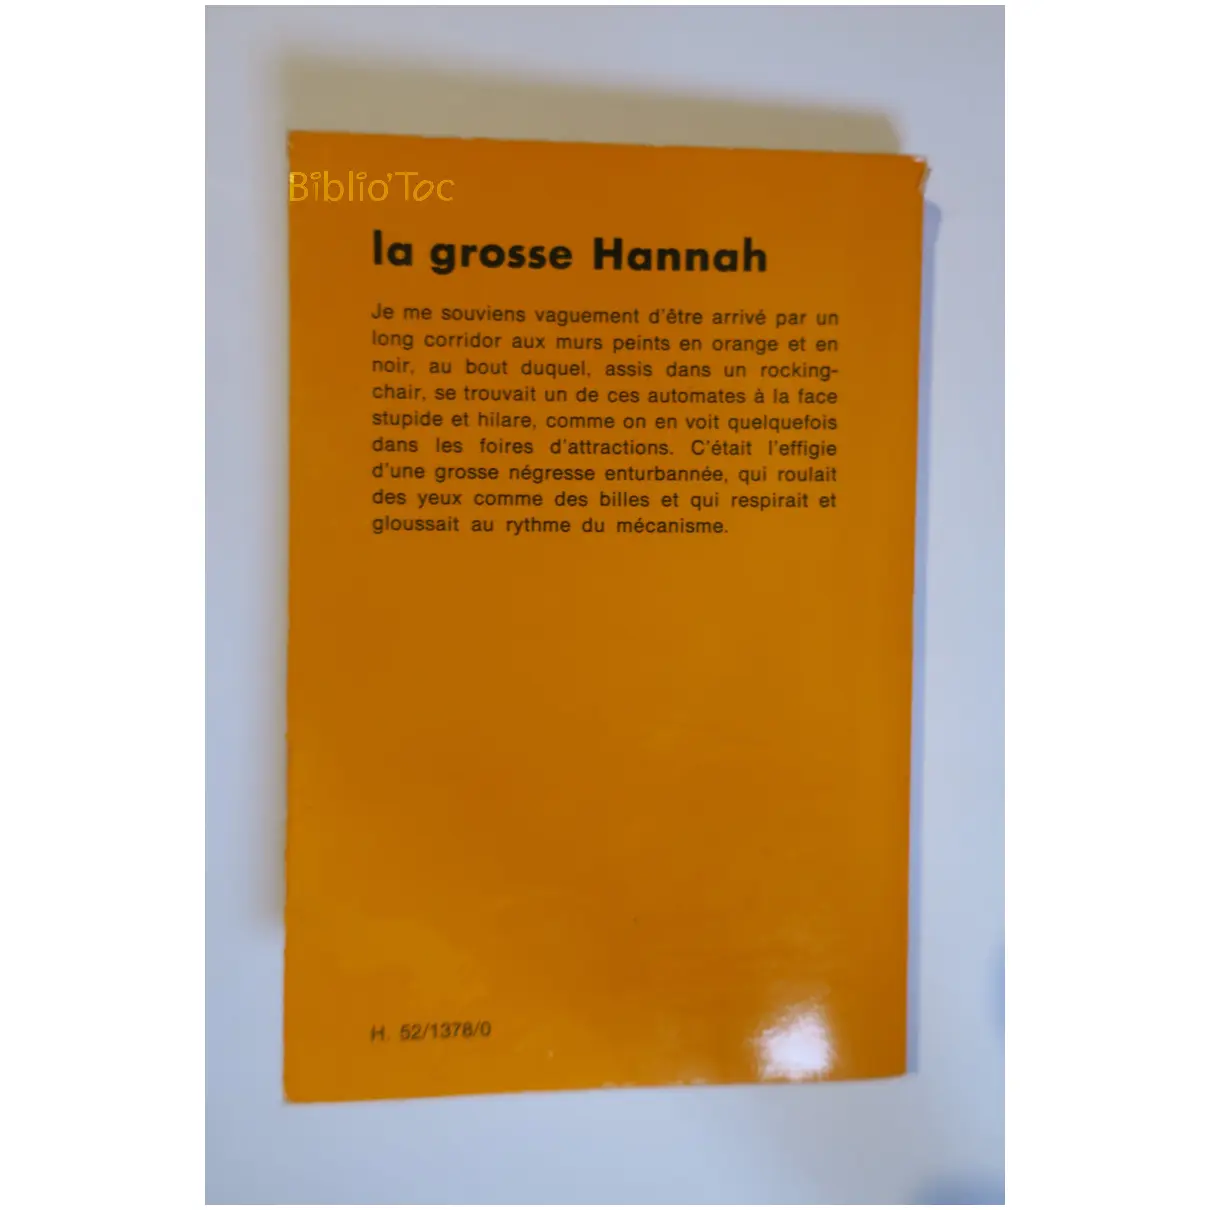 Biblio'Toc
la grosse Hannah
Je me souviens vaguement d'être arrivé par un
long corridor aux murs peints en orange et en
noir, au bout duquel, assis dans un rocking-
chair, se trouvait un de ces automates à la face
stupide et hilare, comme on en voit quelquefois
dans les foires d'attractions. C'était l'effigie
d'une grosse négresse enturbannée, qui roulait
des yeux comme des billes et qui respirait et
gloussait au rythme du mécanisme.
H. 52/1378/0